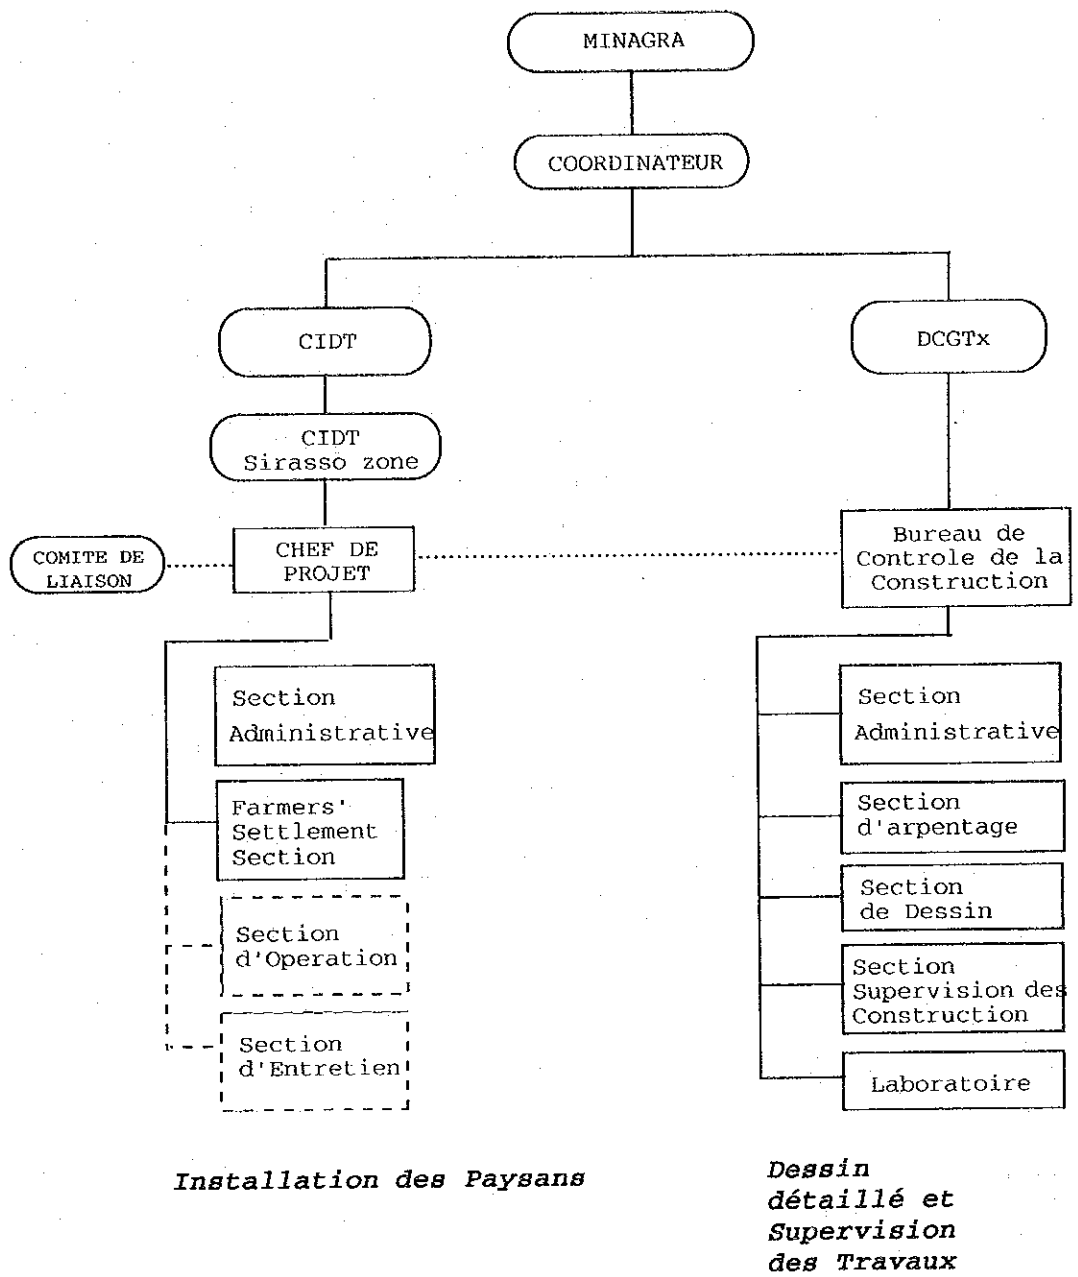 MINAGRA
COORDINATEUR
CIDT
DCGTx
CIDT
Sirasso zone
COMITE DE
LIAISON
CHEF DE
PROJET
Bureau de
Controle de la
Construction
Section
Administrative
Farmers'
Settlement
Section
Section
d'Operation
Section
d'Entretien
Section
Administrative
Section
d'arpentage
Section
de Dessin
Section
Supervision des
Construction
Laboratoire
Installation des Paysans
Dessin
détaillé et
Supervision
des Travaux